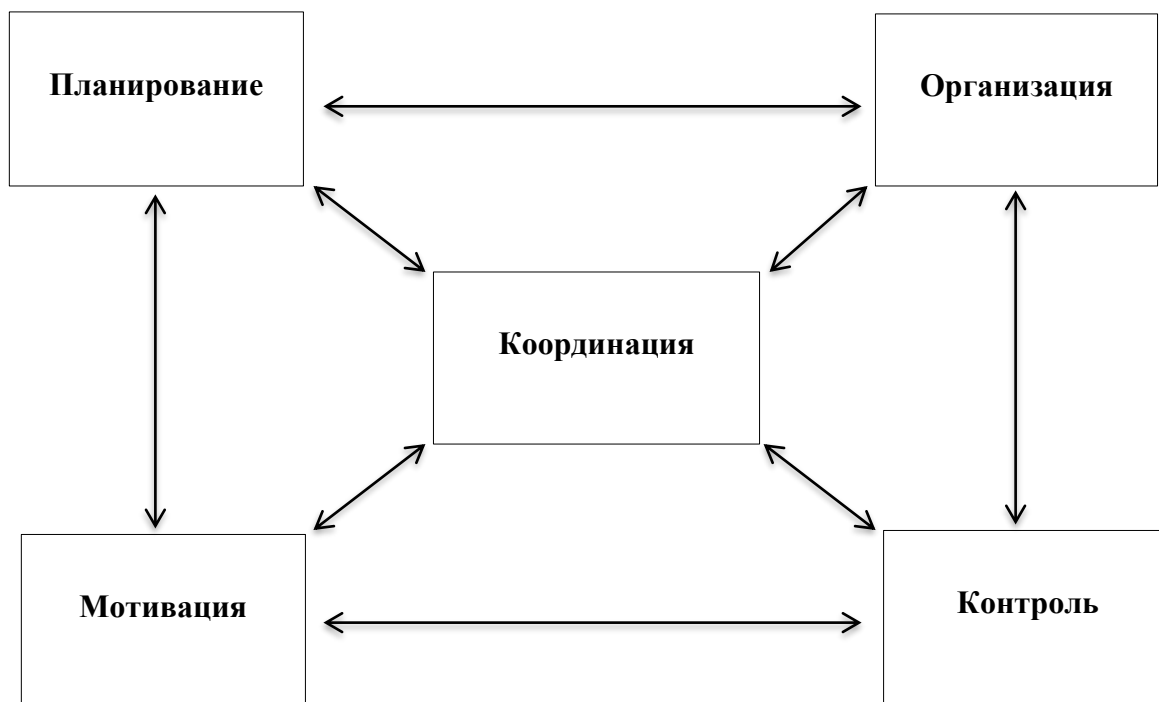 Планирование
Организация
Координация
Мотивация
Контроль